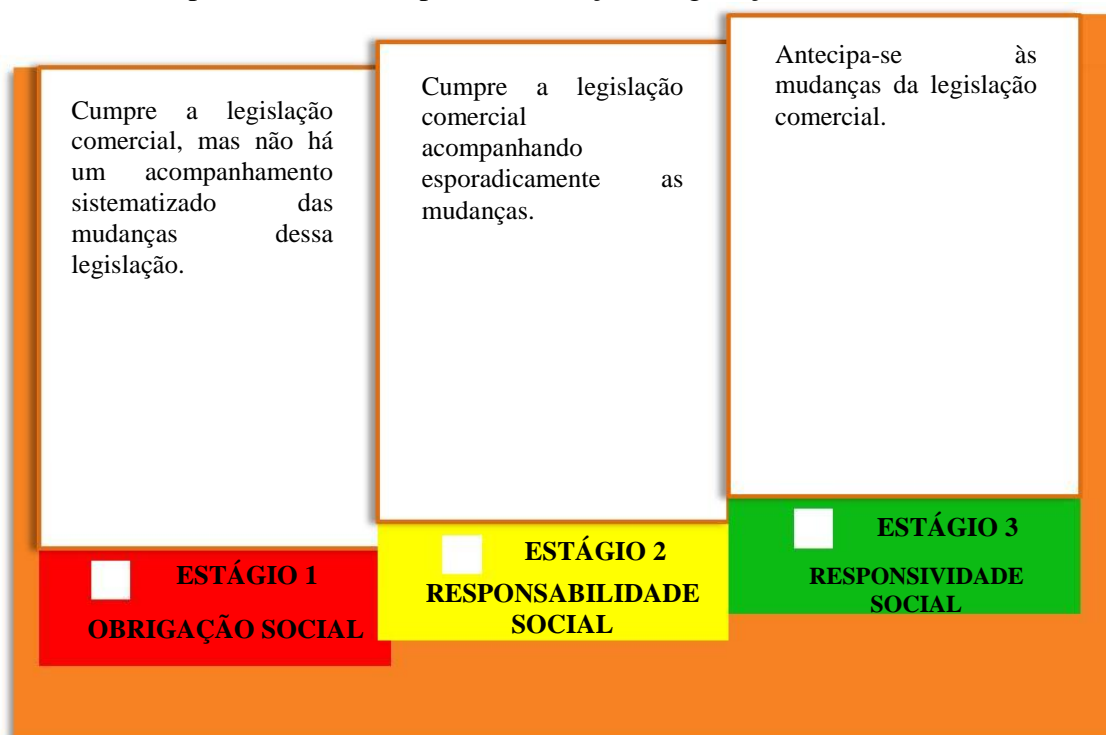 Cumpre a legislação
comercial, mas não há
um acompanhamento
sistematizado das
mudanças dessa
legislação.
ESTÁGIO 1
OBRIGAÇÃO SOCIAL
Cumpre a legislação
comercial
acompanhando
esporadicamente as
mudanças.
ESTÁGIO 2
RESPONSABILIDADE
SOCIAL
Antecipa-se às
mudanças da legislação
comercial.
ESTÁGIO 3
RESPONSIVIDADE
SOCIAL